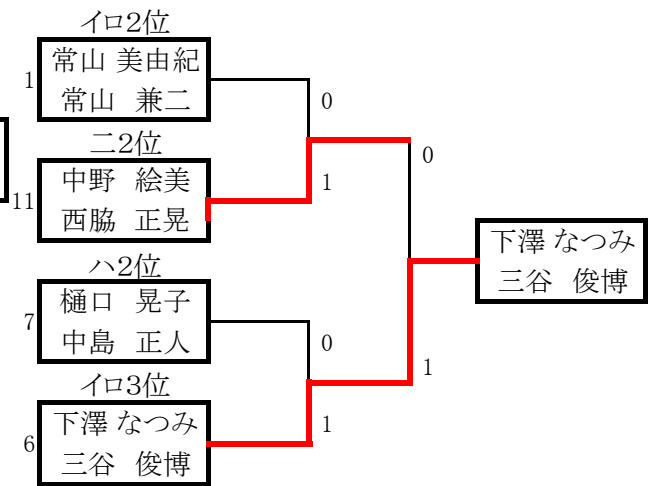 イロ2位
1
常山 美由紀
常山 兼二
0
ニ2位
0
11
中野 絵美
1
西脇 正晃
下澤 なつみ
三谷 俊博
ハ2位
7
樋口 晃子
中島 正人
0
1
イロ3位
6
下澤 なつみ
1
三谷 俊博